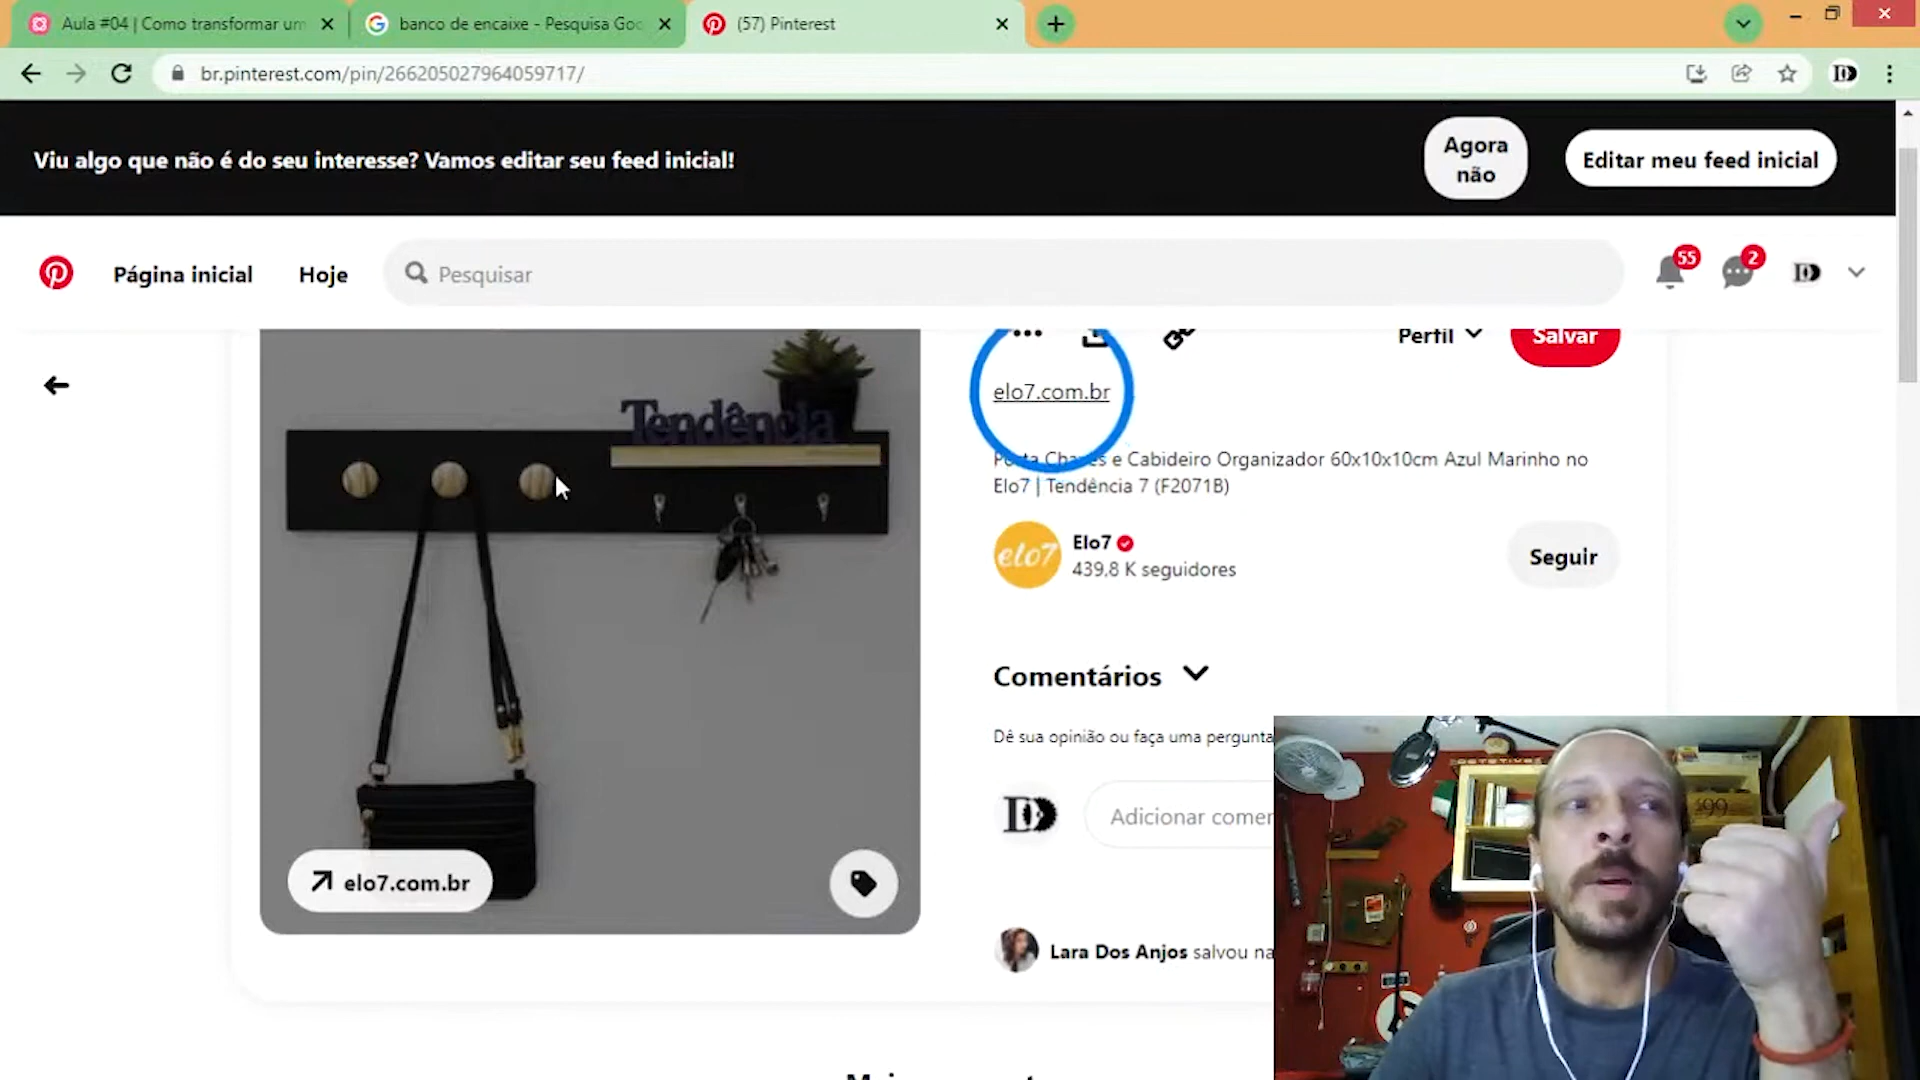 Aula #04 | Como transformar um
banco de encaixe - Pesquisa Goo
(57) Pinterest
br.pinterest.com/pin/266205027964059717/
Viu algo que não é do seu interesse? Vamos editar seu feed inicial!
Agora
não
Editar meu feed inicial
Página inicial
Hoje
Pesquisar
55
2
Perfil
Salvar
elo7.com.br
Porta Chaves e Cabideiro Organizador 60x10x10cm Azul Marinho no
Elo7 | Tendência 7 (F2071B)
elo7
Elo7
439,8 K seguidores
Seguir
Tendência
elo7.com.br
Comentários
Dê sua opinião ou faça uma pergunta
Adicionar comen
Lara Dos Anjos salvou na